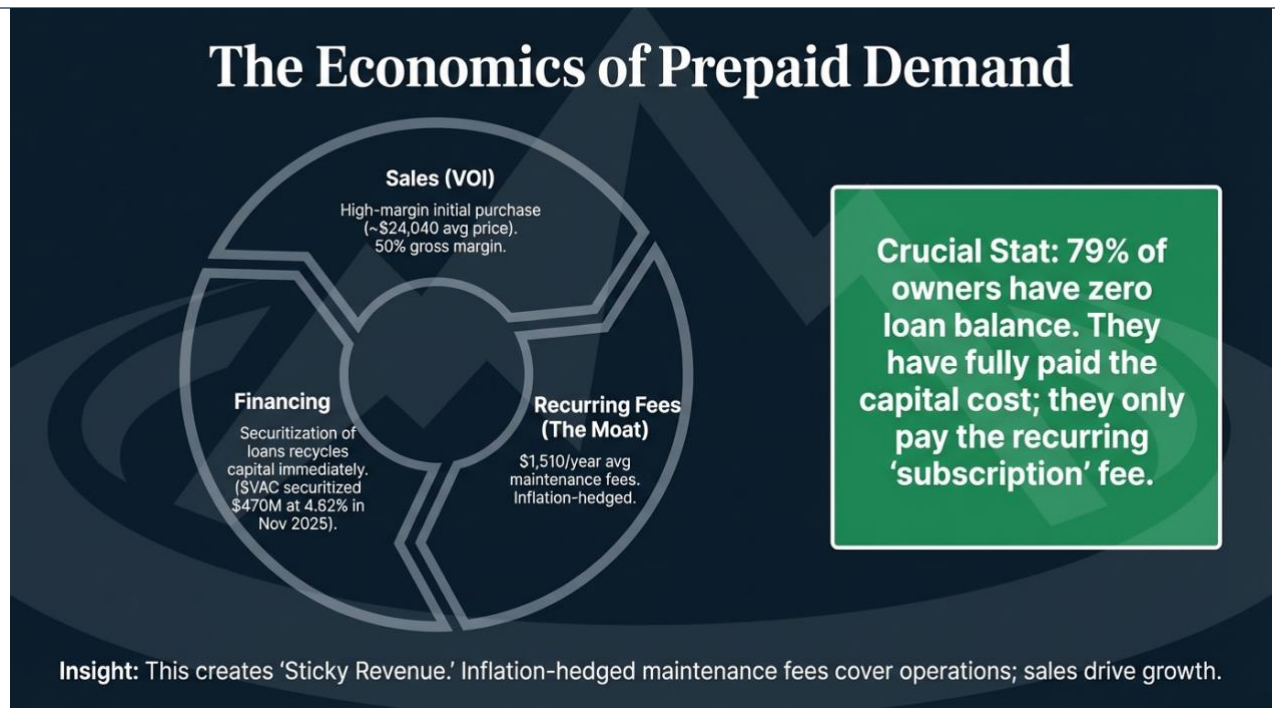 The Economics of Prepaid Demand
Sales (VOI)
High-margin initial purchase
(~$24,040 avg price).
50% gross margin.
Financing
Securitization of
loans recycles
capital immediately.
($VAC securitized
$470M at 4.62% in
Nov 2025).
Recurring Fees
(The Moat)
$1,510/year avg
maintenance fees.
Inflation-hedged.
Crucial Stat: 79% of
owners have zero
loan balance. They
have fully paid the
capital cost; they only
pay the recurring
‘subscription’ fee.
Insight: This creates ‘Sticky Revenue.’ Inflation-hedged maintenance fees cover operations; sales drive growth.